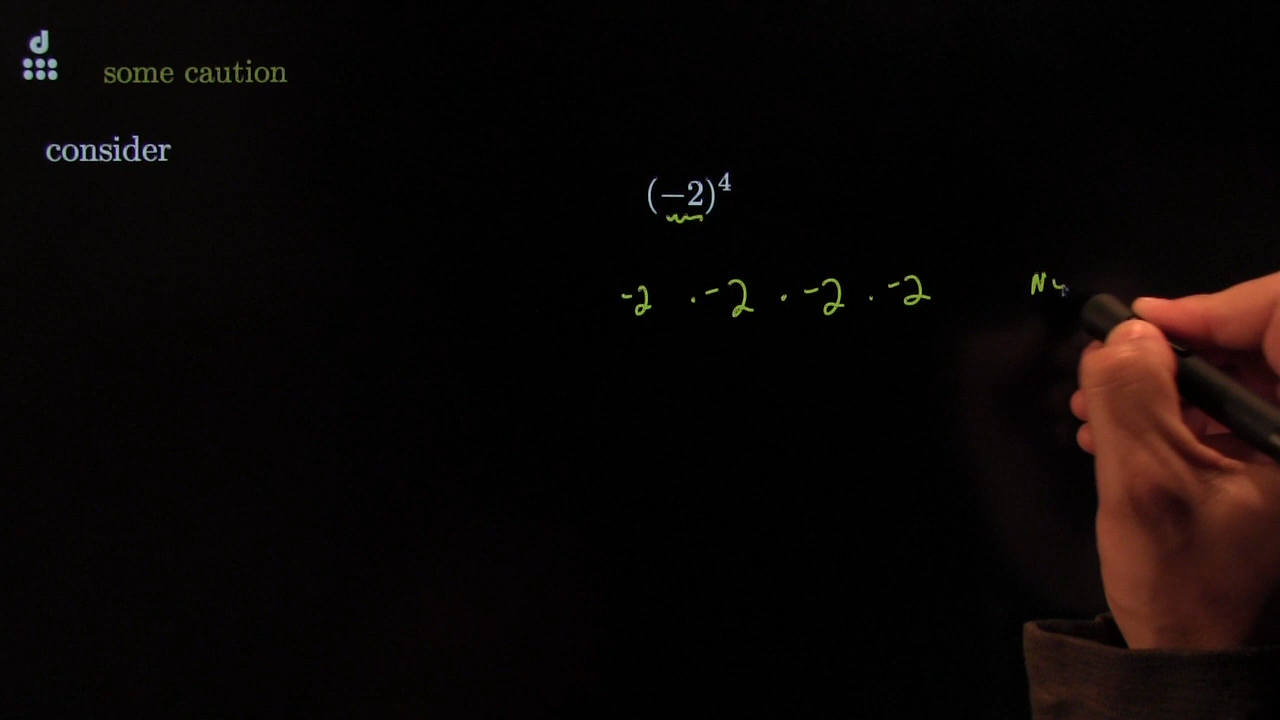 d
some caution
consider
(−2)⁴
-2 · -2 · -2 · -2